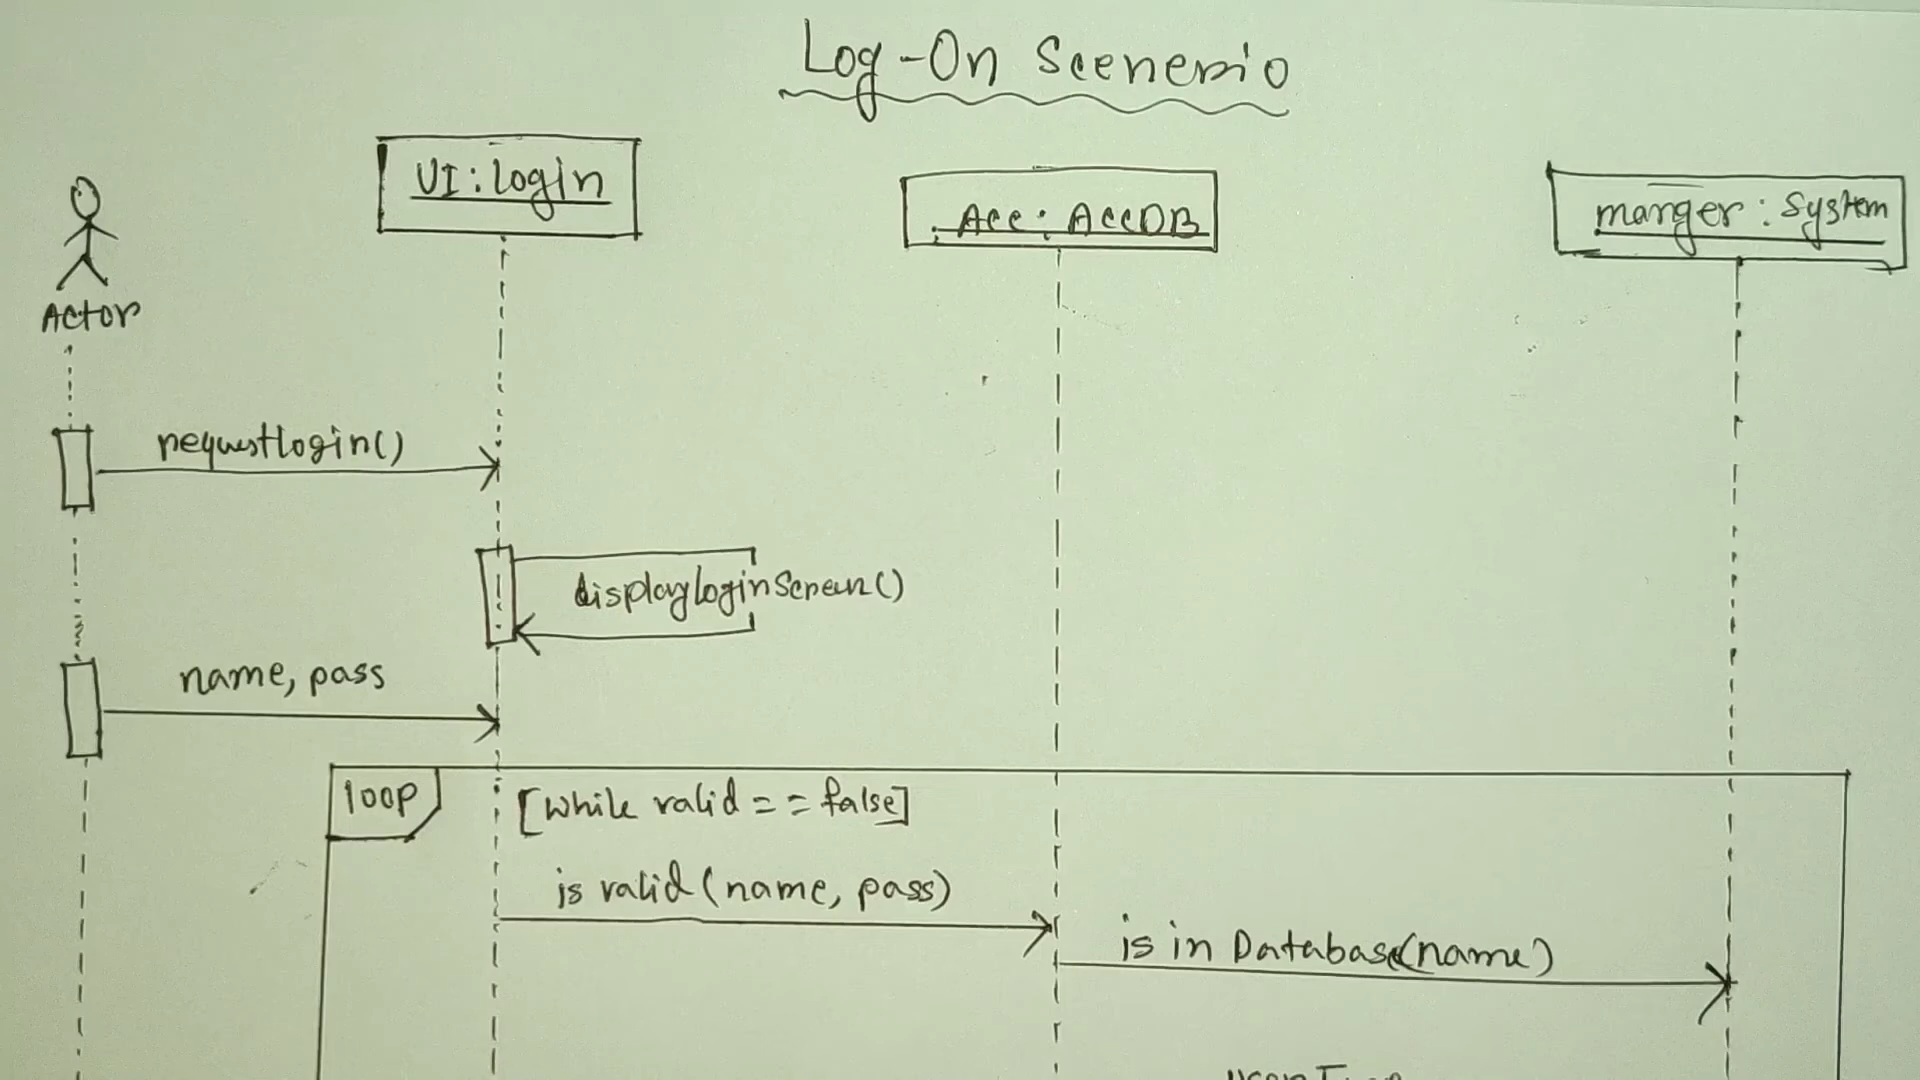 Log-On Scenerio
UI:login
Acc: AccDB
manger: System
Actor
requestlogin()
displayloginScreen()
name, pass
loop
[while valid == false]
is valid (name, pass)
is in Database(name)